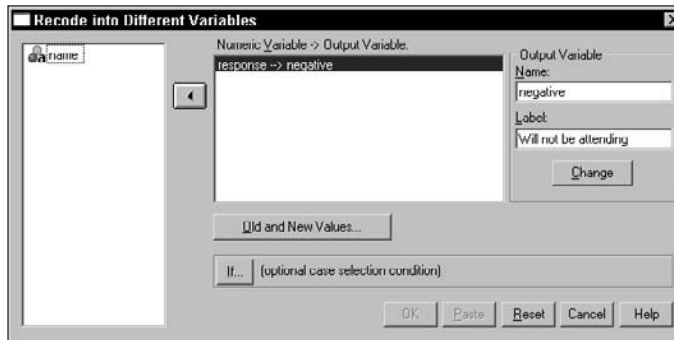 Recode into Different Variables
name
Numeric Variable -> Output Variable.
response --> negative
Output Variable
Name:
negative
Label:
Will not be attending
Change
Old and New Values...
If... (optional case selection condition)
OK Paste Reset Cancel Help